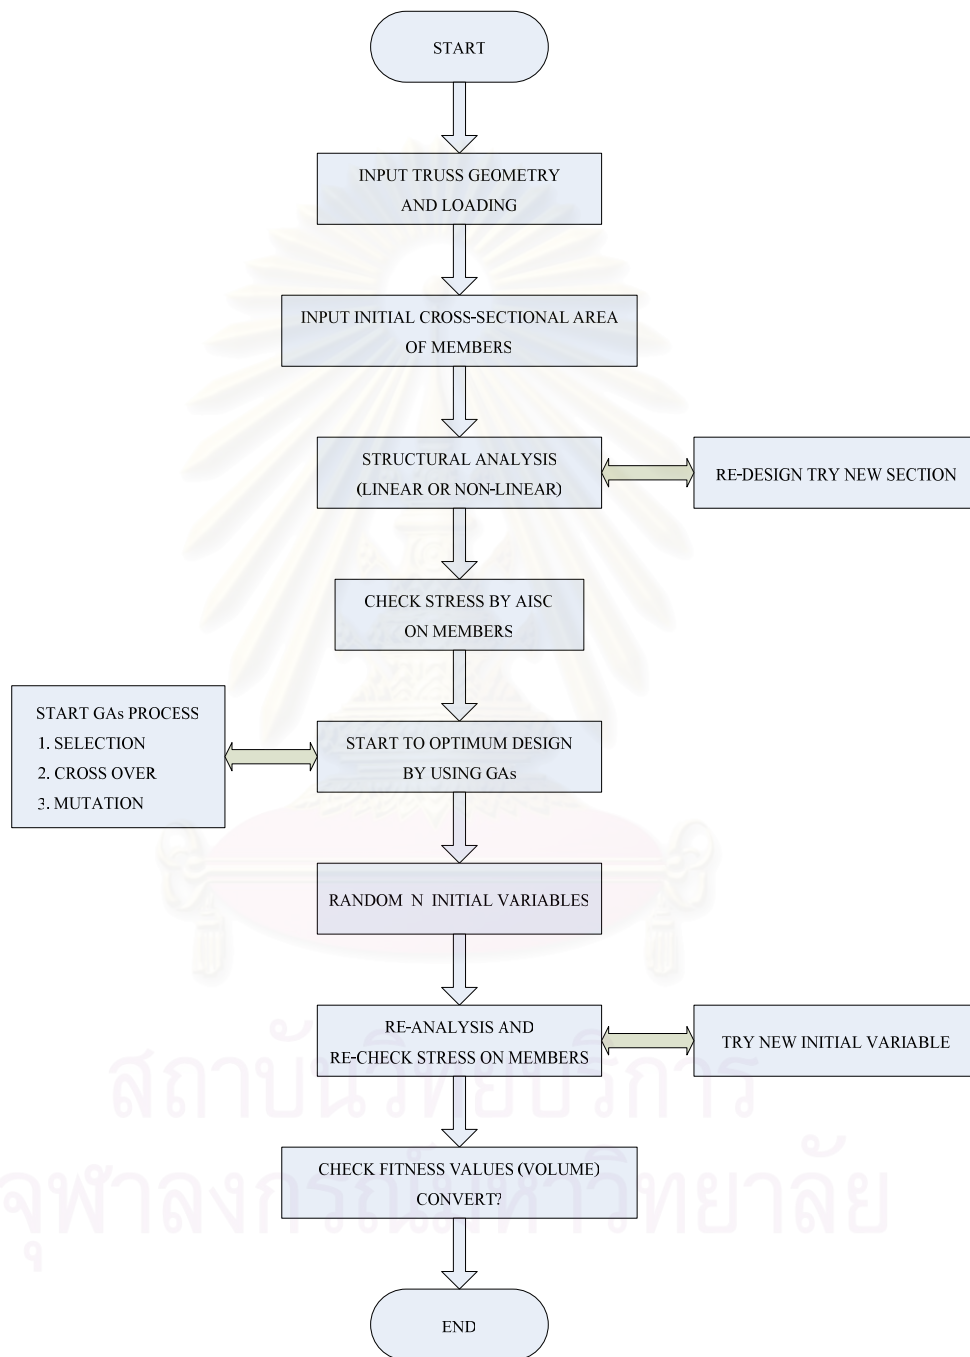 START
INPUT TRUSS GEOMETRY
AND LOADING
INPUT INITIAL CROSS-SECTIONAL AREA
OF MEMBERS
STRUCTURAL ANALYSIS
(LINEAR OR NON-LINEAR)
RE-DESIGN TRY NEW SECTION
CHECK STRESS BY AISC
ON MEMBERS
START GAs PROCESS
1. SELECTION
2. CROSS OVER
3. MUTATION
START TO OPTIMUM DESIGN
BY USING GAs
RANDOM N INITIAL VARIABLES
RE-ANALYSIS AND
RE-CHECK STRESS ON MEMBERS
TRY NEW INITIAL VARIABLE
CHECK FITNESS VALUES (VOLUME)
CONVERT?
END
สถาบันวิทยบริการ
จุฬาลงกรณ์มหาวิทยาลัย